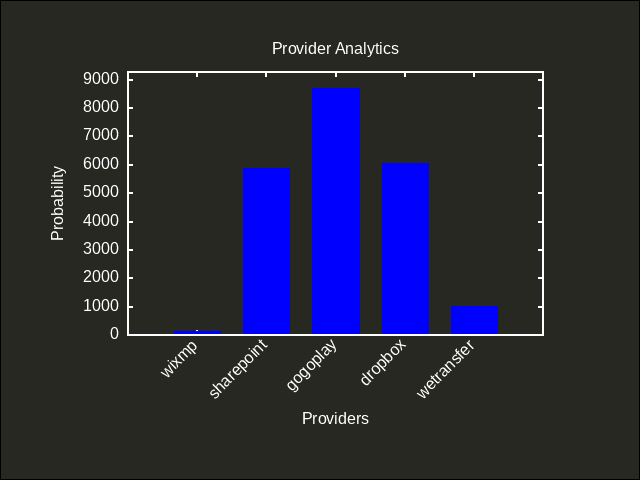 Provider Analytics
Probability
9000
8000
7000
6000
5000
4000
3000
2000
1000
0
wixmp
sharepoint
gogoplay
dropbox
wetransfer
Providers